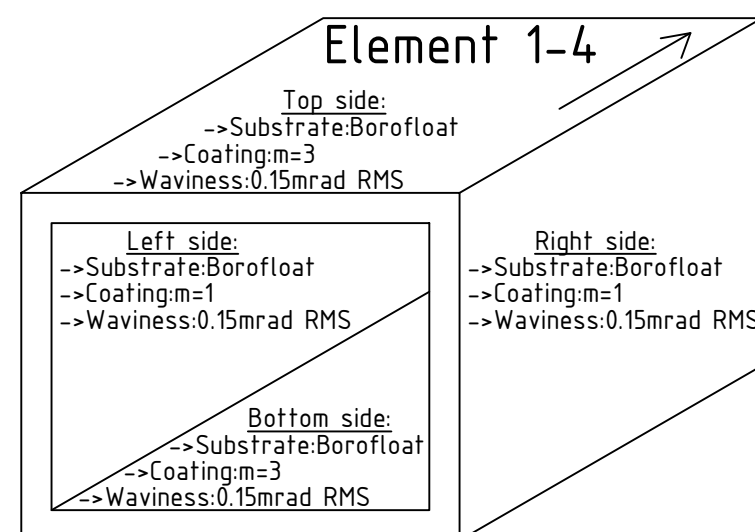 Element 1-4
Top side:
->Substrate:Borofloat
->Coating:m=3
->Waviness:0.15mrad RMS
Left side:
->Substrate:Borofloat
->Coating:m=1
->Waviness:0.15mrad RMS
Right side:
->Substrate:Borofloat
->Coating:m=1
->Waviness:0.15mrad RMS
Bottom side:
->Substrate:Borofloat
->Coating:m=3
->Waviness:0.15mrad RMS